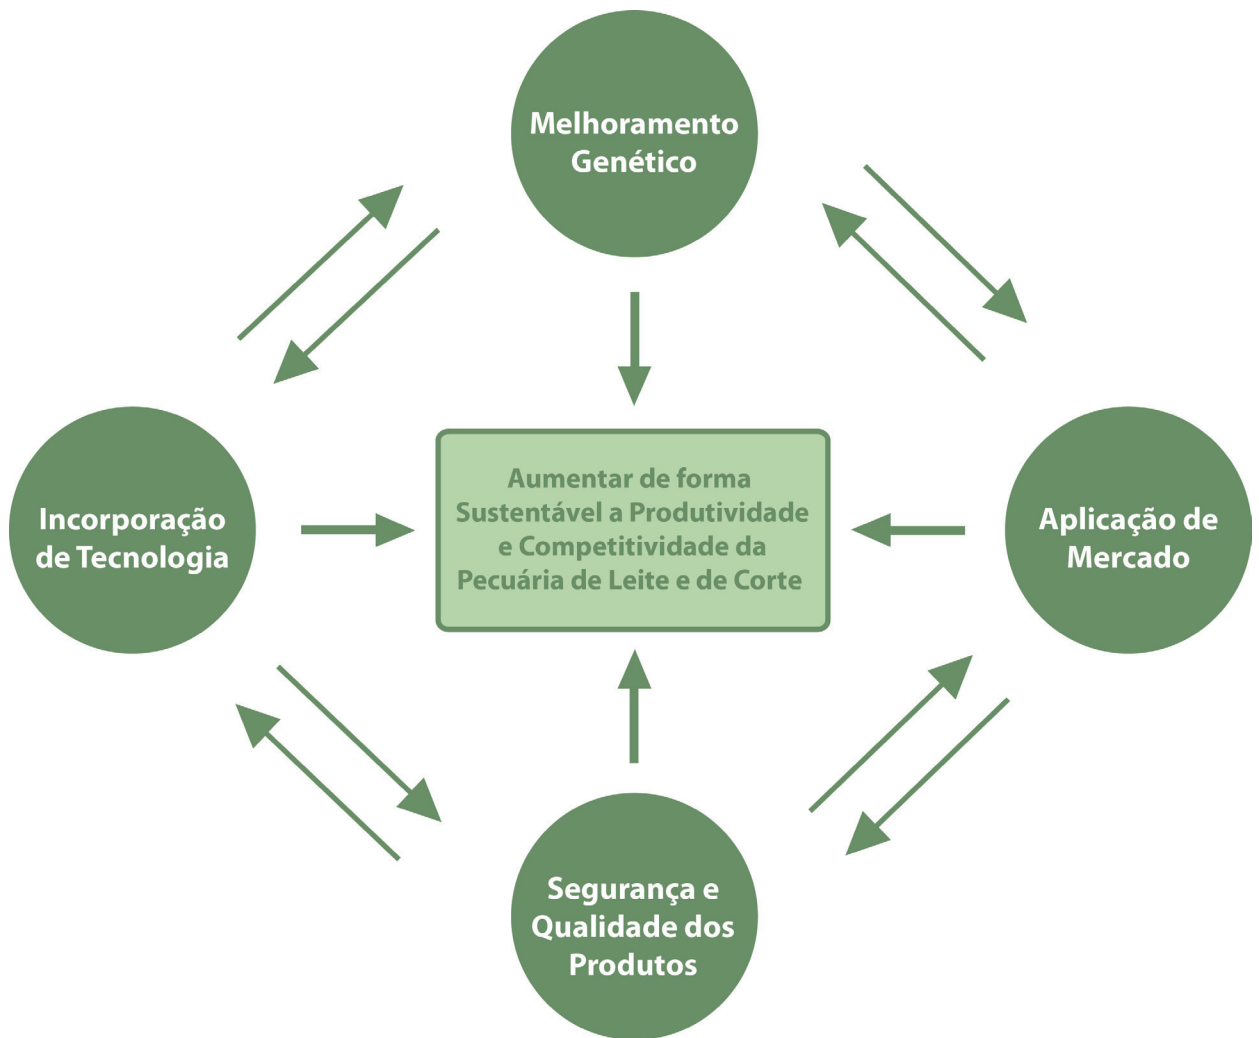 Melhoramento
Genético
Incorporação
de Tecnologia
Aumentar de forma
Sustentável a Produtividade
e Competitividade da
Pecuária de Leite e de Corte
Aplicação de
Mercado
Segurança e
Qualidade dos
Produtos